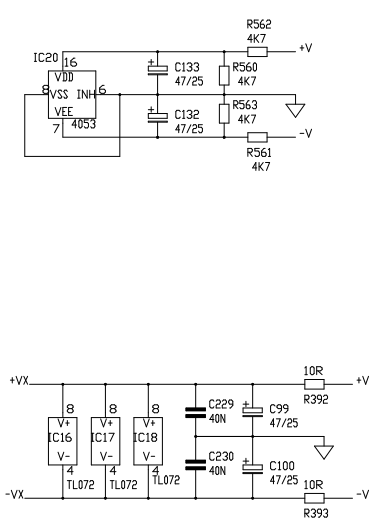 R562
4K7
+V
IC20
16
VDD
C133
47/25
R560
4K7
8
VSS
INH
6
VEE
7
4053
C132
47/25
R563
4K7
-V
R561
4K7
+VX
10R
+V
R392
8
8
8
C229
40N
C99
47/25
V+
V+
V+
IC16
IC17
IC18
V-
V-
V-
C230
40N
C100
47/25
4
4
4
TL072
TL072
TL072
-VX
10R
-V
R393